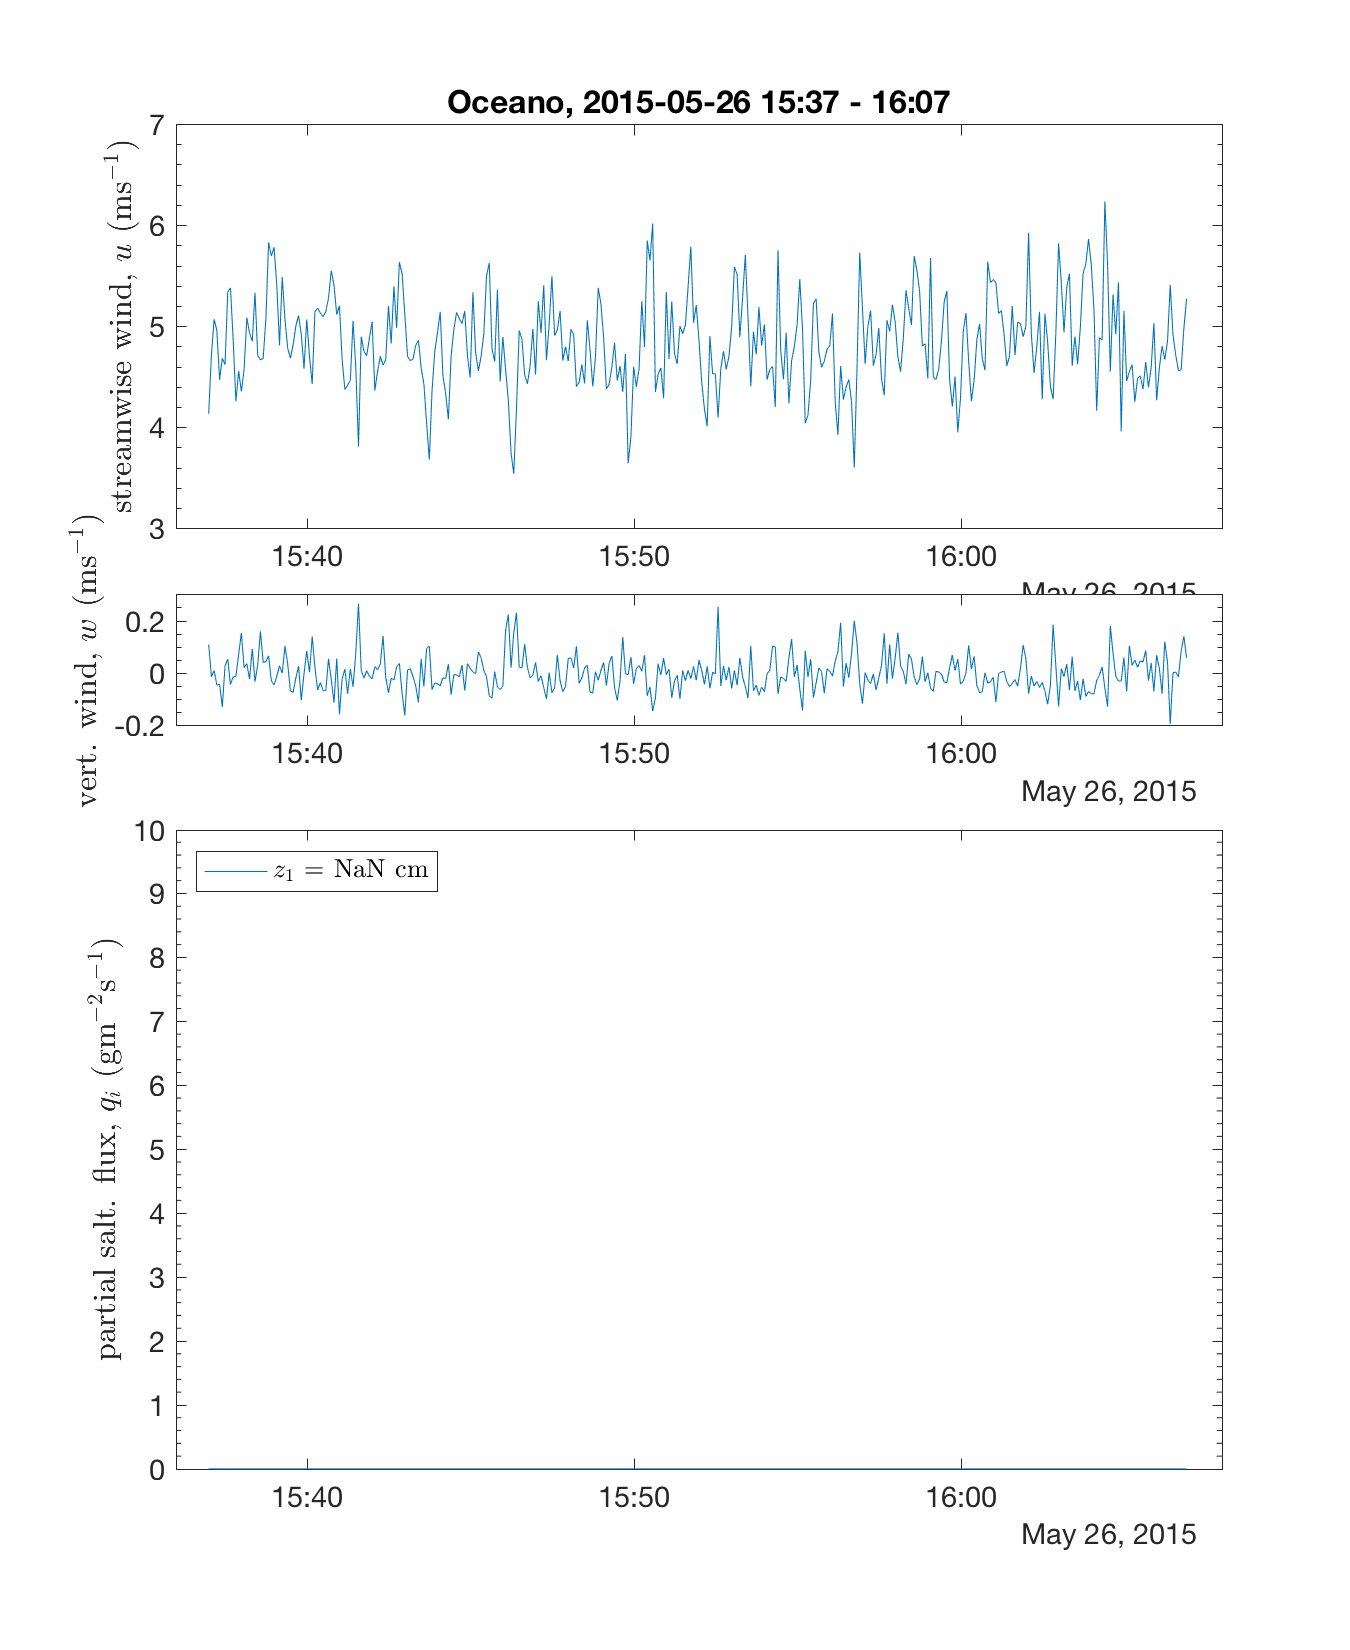 Oceano, 2015-05-26 15:37 - 16:07
streamwise wind, u (ms⁻¹)
7
6
5
4
3
15:40 15:50 16:00
May 26, 2015
vert. wind, w (ms⁻¹)
0.2
0
-0.2
15:40 15:50 16:00
May 26, 2015
partial salt. flux, qᵢ (gm⁻²s⁻¹)
10
9
8
7
6
5
4
3
2
1
0
z₁ = NaN cm
15:40 15:50 16:00
May 26, 2015